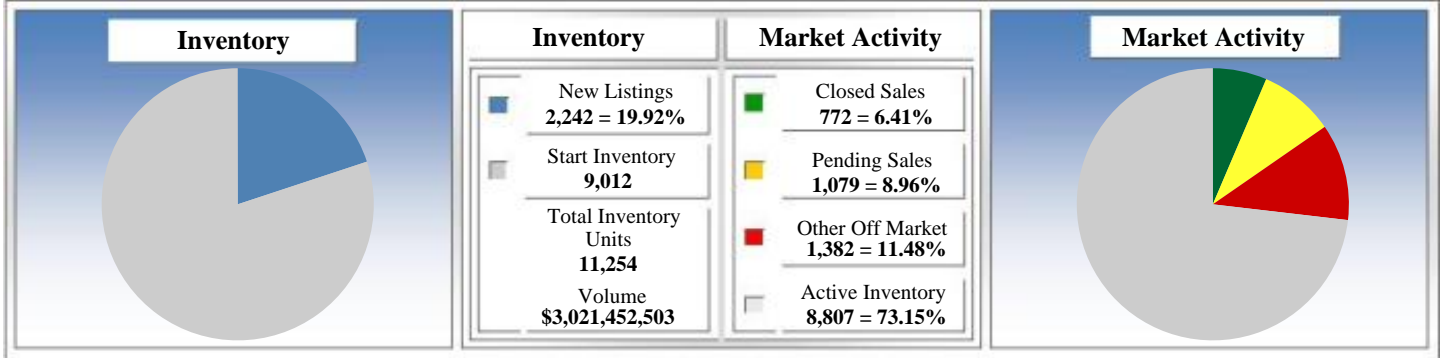 Inventory
Inventory
Market Activity
Market Activity
New Listings
2,242 = 19.92%
Start Inventory
9,012
Total Inventory
Units
11,254
Volume
$3,021,452,503
Closed Sales
772 = 6.41%
Pending Sales
1,079 = 8.96%
Other Off Market
1,382 = 11.48%
Active Inventory
8,807 = 73.15%